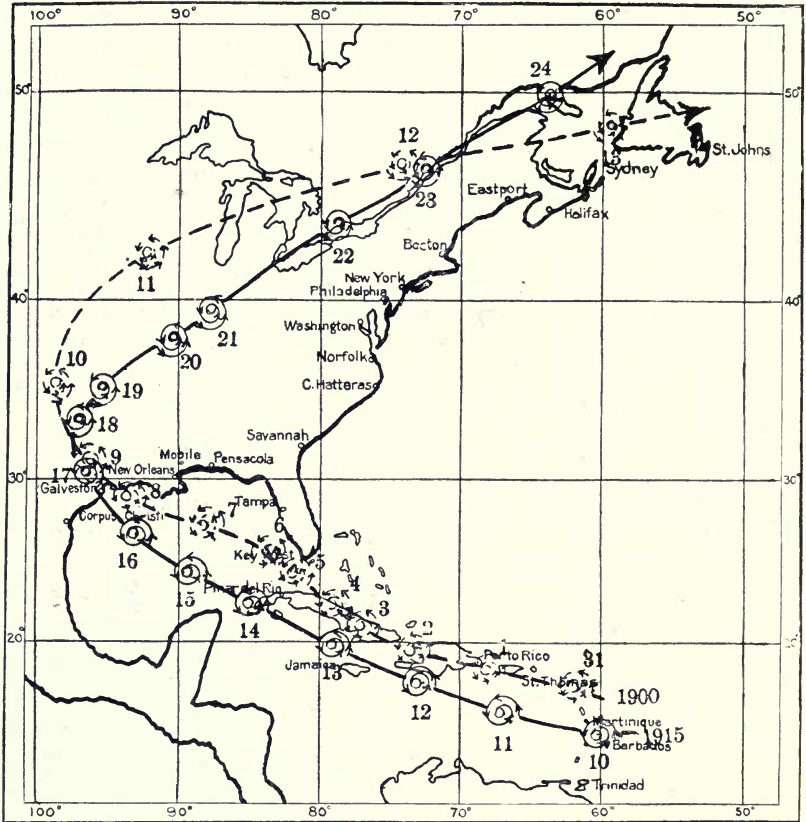 100° 90° 80° 70° 60° 50°
24
50° 50°
12
St. Johns
Sydney
23
Eastport
Halifax
22
Boston
11
New York
Philadelphia
40° 40°
21
Washington
20
Norfolk
10
19
C. Hatteras
18
Savannah
9
Mobile Pensacola
17 New Orleans
30° 30°
Galveston 8
7 Tampa
Corpus Christi 6
16
Key West 5
15
Pinar del Rio 4
3
14
20° 20°
Jamaica 13
Porto Rico 31
St. Thomas
12
1900
11
Martinique
1915
Barbados
10
Trinidad
100° 90° 80° 70° 60° 50°